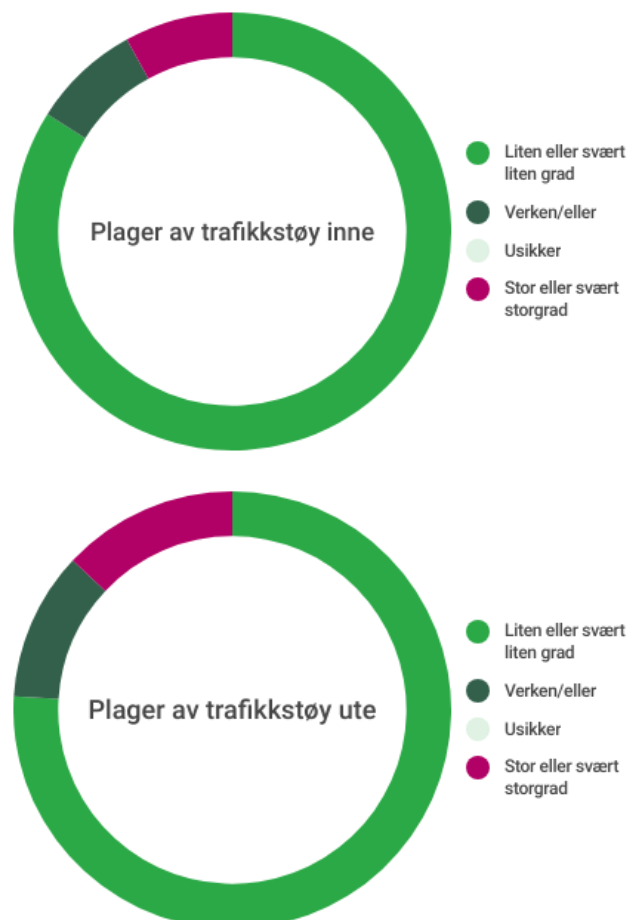 Plager av trafikkstøy inne
Liten eller svært
liten grad
Verken/eller
Usikker
Stor eller svært
storgrad
Plager av trafikkstøy ute
Liten eller svært
liten grad
Verken/eller
Usikker
Stor eller svært
storgrad